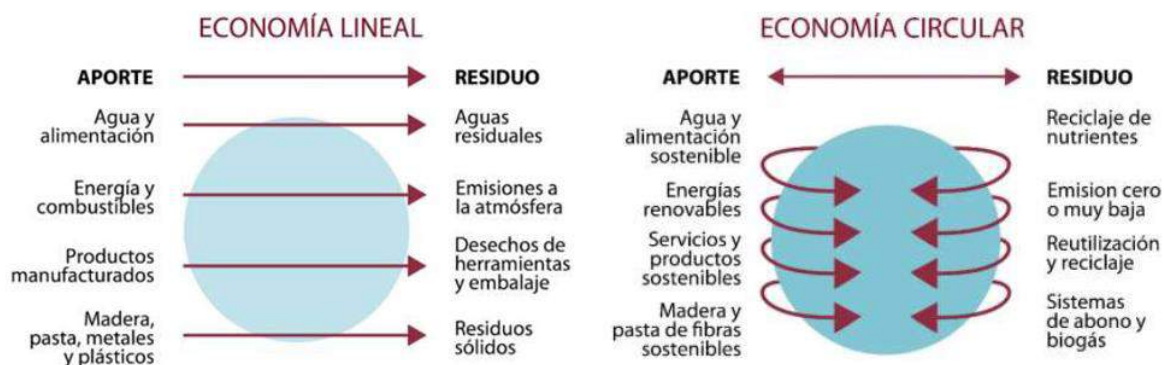 ECONOMÍA LINEAL
APORTE
RESIDUO
Agua y
alimentación
Aguas
residuales
Energía y
combustibles
Emisiones a
la atmósfera
Productos
manufacturados
Desechos de
herramientas
y embalaje
Madera,
pasta, metales
y plásticos
Residuos
sólidos
ECONOMÍA CIRCULAR
APORTE
RESIDUO
Agua y
alimentación
sostenible
Reciclaje de
nutrientes
Energías
renovables
Emision cero
o muy baja
Servicios y
productos
sostenibles
Reutilización
y reciclaje
Madera y
pasta de fibras
sostenibles
Sistemas
de abono y
biogás